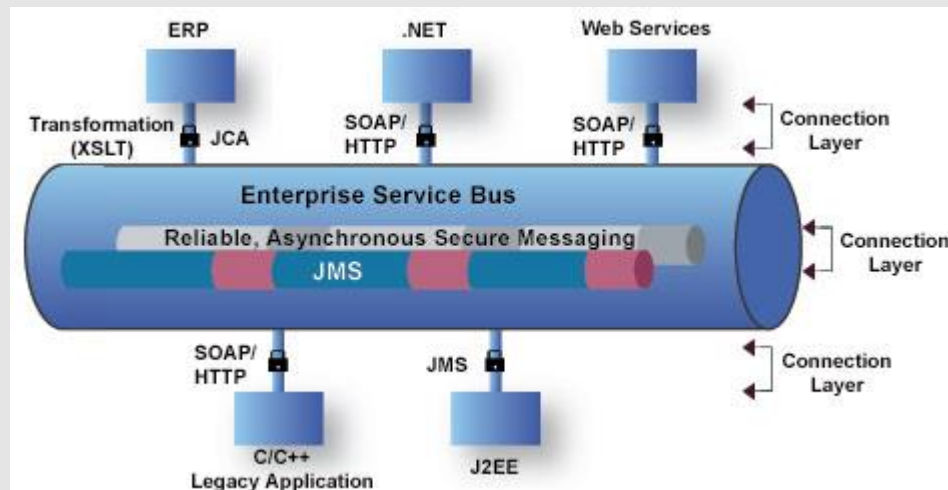 ERP
.NET
Web Services
Transformation
(XSLT)
JCA
SOAP/
HTTP
SOAP/
HTTP
Connection
Layer
Enterprise Service Bus
Reliable, Asynchronous Secure Messaging
JMS
Connection
Layer
SOAP/
HTTP
JMS
Connection
Layer
C/C++
Legacy Application
J2EE